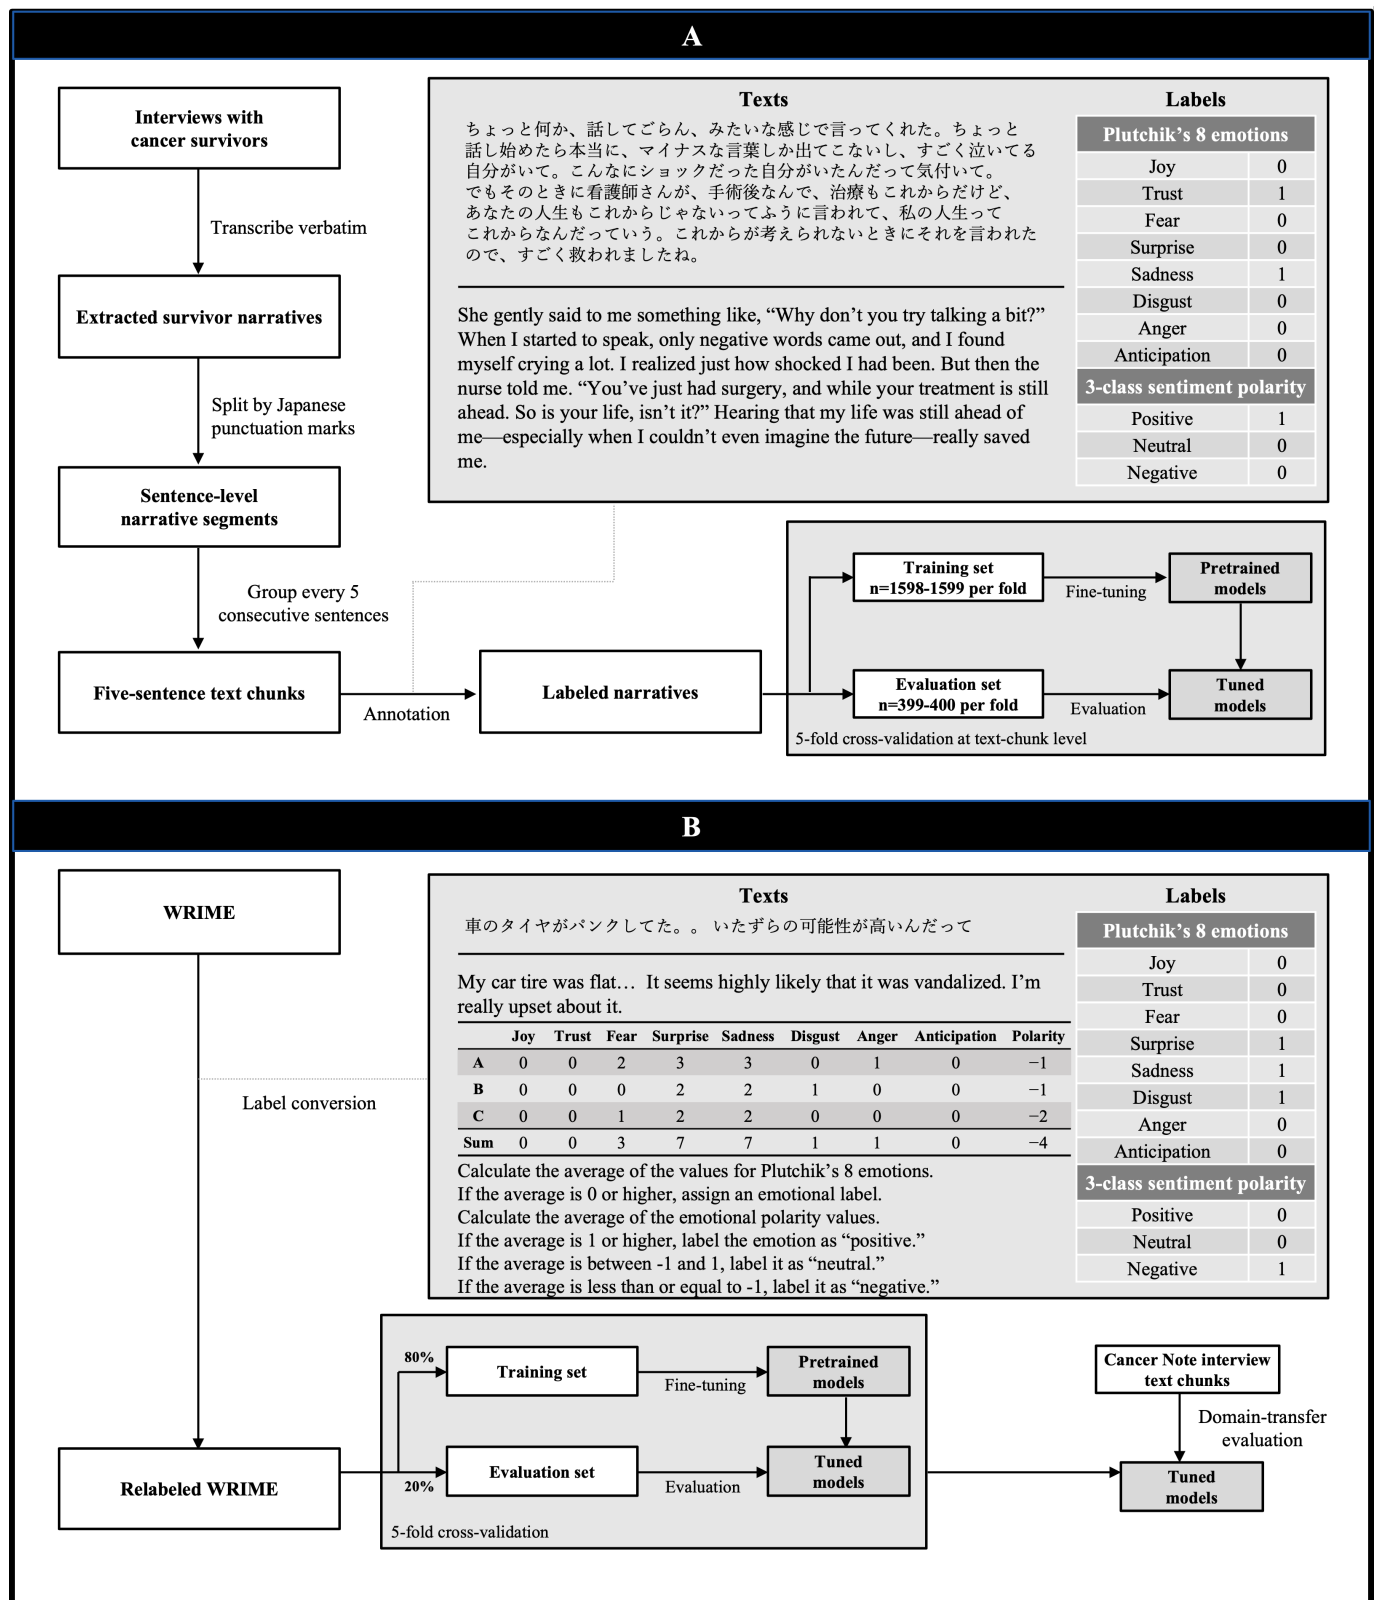 A
Interviews with
cancer survivors
Transcribe verbatim
Extracted survivor narratives
Split by Japanese
punctuation marks
Sentence-level
narrative segments
Group every 5
consecutive sentences
Five-sentence text chunks
Annotation
Labeled narratives
Texts
ちょっと何か、話してごらん、みたいな感じで言ってくれた。ちょっと
話し始めたら本当に、マイナスな言葉しか出てこないし、すごく泣いてる
自分がいて。こんなにショックだった自分がいたんだって気付いて。
でもそのときに看護師さんが、手術後なんで、治療もこれからだけど、
あなたの人生もこれからじゃないってふうに言われて、私の人生って
これからなんだっていう。これからが考えられないときにそれを言われた
ので、すごく救われましたね。
She gently said to me something like, “Why don’t you try talking a bit?”
When I started to speak, only negative words came out, and I found
myself crying a lot. I realized just how shocked I had been. But then the
nurse told me. “You’ve just had surgery, and while your treatment is still
ahead. So is your life, isn’t it?” Hearing that my life was still ahead of
me—especially when I couldn’t even imagine the future—really saved
me.
Labels
Plutchik’s 8 emotions
Joy 0
Trust 1
Fear 0
Surprise 0
Sadness 1
Disgust 0
Anger 0
Anticipation 0
3-class sentiment polarity
Positive 1
Neutral 0
Negative 0
Training set
n=1598-1599 per fold
Fine-tuning
Pretrained
models
Evaluation set
n=399-400 per fold
Evaluation
Tuned
models
5-fold cross-validation at text-chunk level
B
WRIME
Label conversion
Relabeled WRIME
Texts
車のタイヤがパンクしてた。。 いたずらの可能性が高いんだって
My car tire was flat… It seems highly likely that it was vandalized. I’m
really upset about it.
Joy Trust Fear Surprise Sadness Disgust Anger Anticipation Polarity
A 0 0 2 3 3 0 1 0 −1
B 0 0 0 2 2 1 0 0 −1
C 0 0 1 2 2 0 0 0 −2
Sum 0 0 3 7 7 1 1 0 −4
Calculate the average of the values for Plutchik’s 8 emotions.
If the average is 0 or higher, assign an emotional label.
Calculate the average of the emotional polarity values.
If the average is 1 or higher, label the emotion as “positive.”
If the average is between -1 and 1, label it as “neutral.”
If the average is less than or equal to -1, label it as “negative.”
Labels
Plutchik’s 8 emotions
Joy 0
Trust 0
Fear 0
Surprise 1
Sadness 1
Disgust 1
Anger 0
Anticipation 0
3-class sentiment polarity
Positive 0
Neutral 0
Negative 1
80%
Training set
Fine-tuning
Pretrained
models
20%
Evaluation set
Evaluation
Tuned
models
5-fold cross-validation
Cancer Note interview
text chunks
Domain-transfer
evaluation
Tuned
models